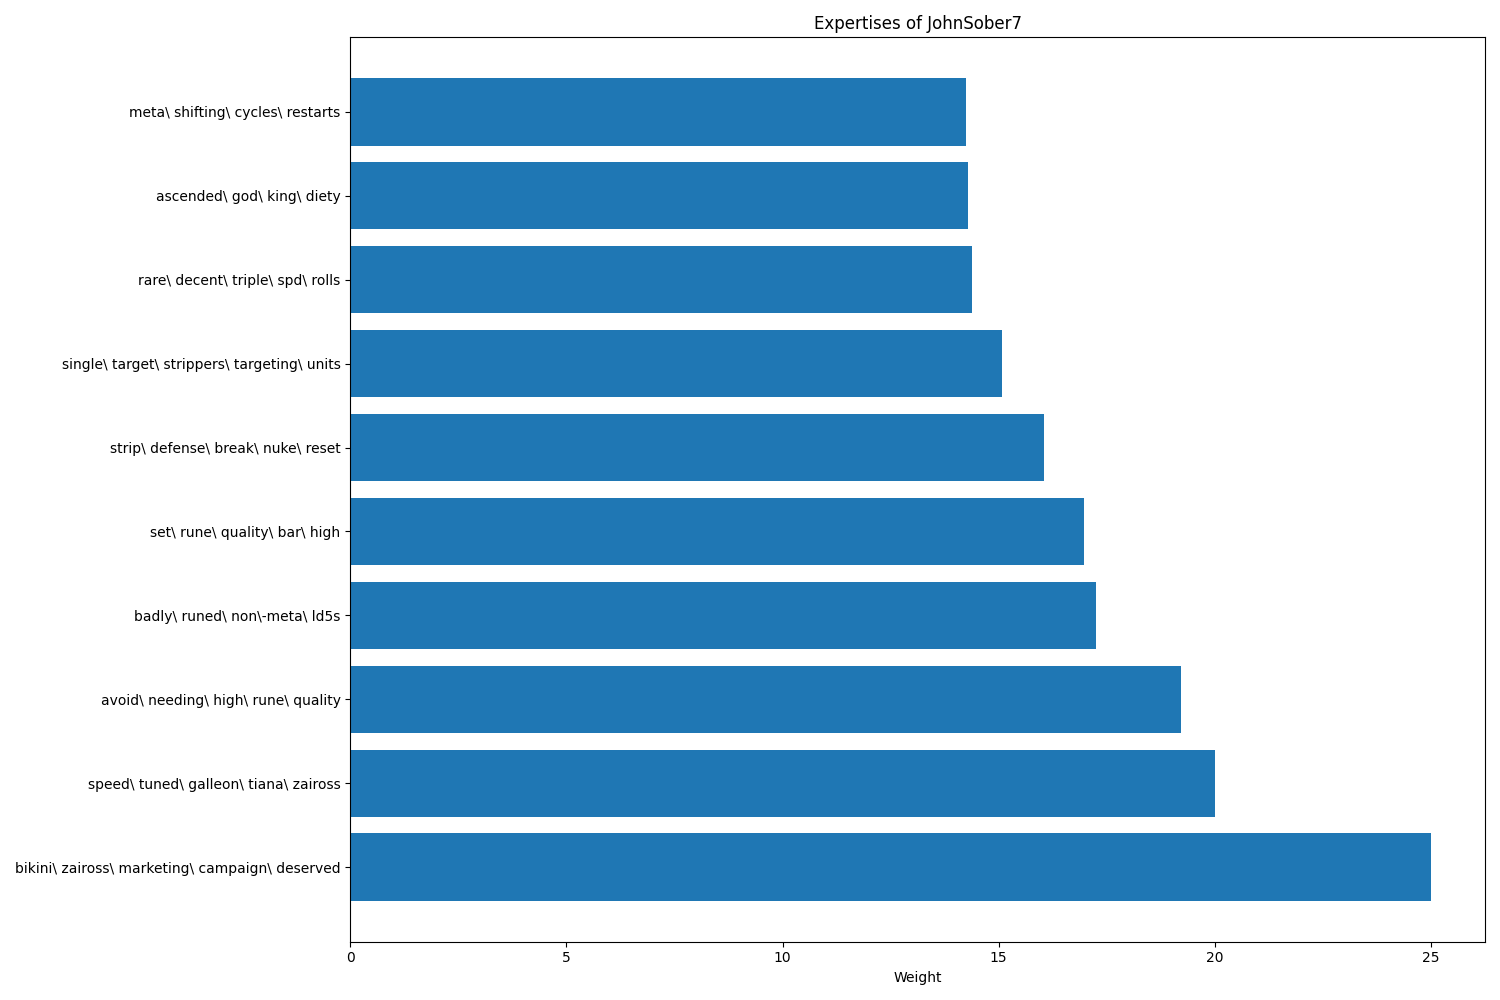 Expertises of JohnSober7
meta\ shifting\ cycles\ restarts
ascended\ god\ king\ diety
rare\ decent\ triple\ spd\ rolls
single\ target\ strippers\ targeting\ units
strip\ defense\ break\ nuke\ reset
set\ rune\ quality\ bar\ high
badly\ runed\ non\-meta\ ld5s
avoid\ needing\ high\ rune\ quality
speed\ tuned\ galleon\ tiana\ zaiross
bikini\ zaiross\ marketing\ campaign\ deserved
0 5 10 15 20 25
Weight